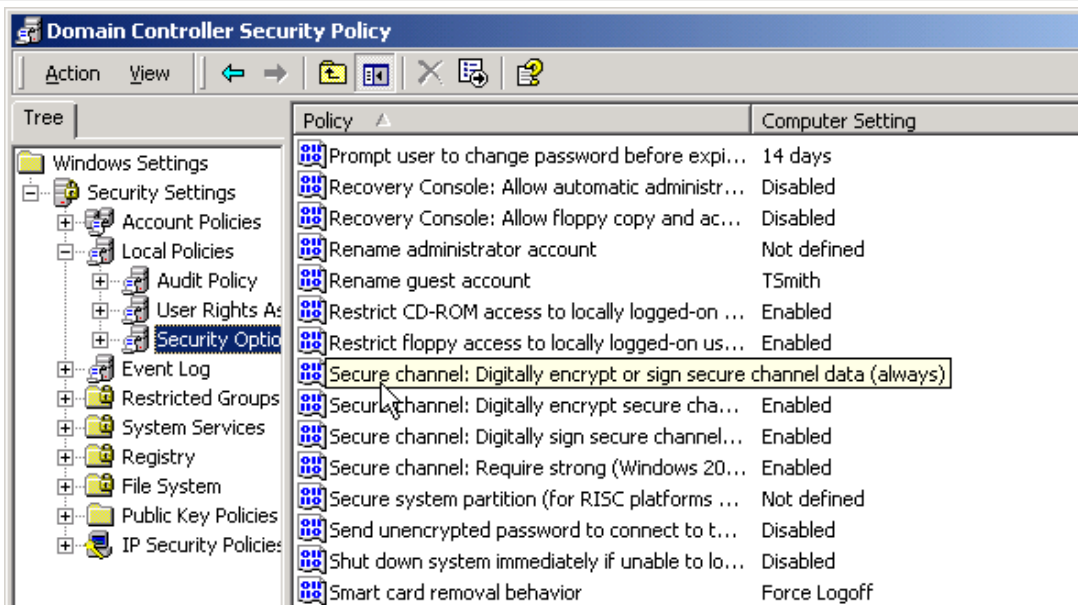 Domain Controller Security Policy
Action View
Tree
Policy Computer Setting
Windows Settings
Security Settings
Account Policies
Local Policies
Audit Policy
User Rights As
Security Optio
Event Log
Restricted Groups
System Services
Registry
File System
Public Key Policies
IP Security Policies
Prompt user to change password before expi... 14 days
Recovery Console: Allow automatic administr... Disabled
Recovery Console: Allow floppy copy and ac... Disabled
Rename administrator account Not defined
Rename guest account TSmith
Restrict CD-ROM access to locally logged-on ... Enabled
Restrict floppy access to locally logged-on us... Enabled
Secure channel: Digitally encrypt or sign secure channel data (always)
Secure channel: Digitally encrypt secure cha... Enabled
Secure channel: Digitally sign secure channel... Enabled
Secure channel: Require strong (Windows 20... Enabled
Secure system partition (for RISC platforms ... Not defined
Send unencrypted password to connect to t... Disabled
Shut down system immediately if unable to lo... Disabled
Smart card removal behavior Force Logoff